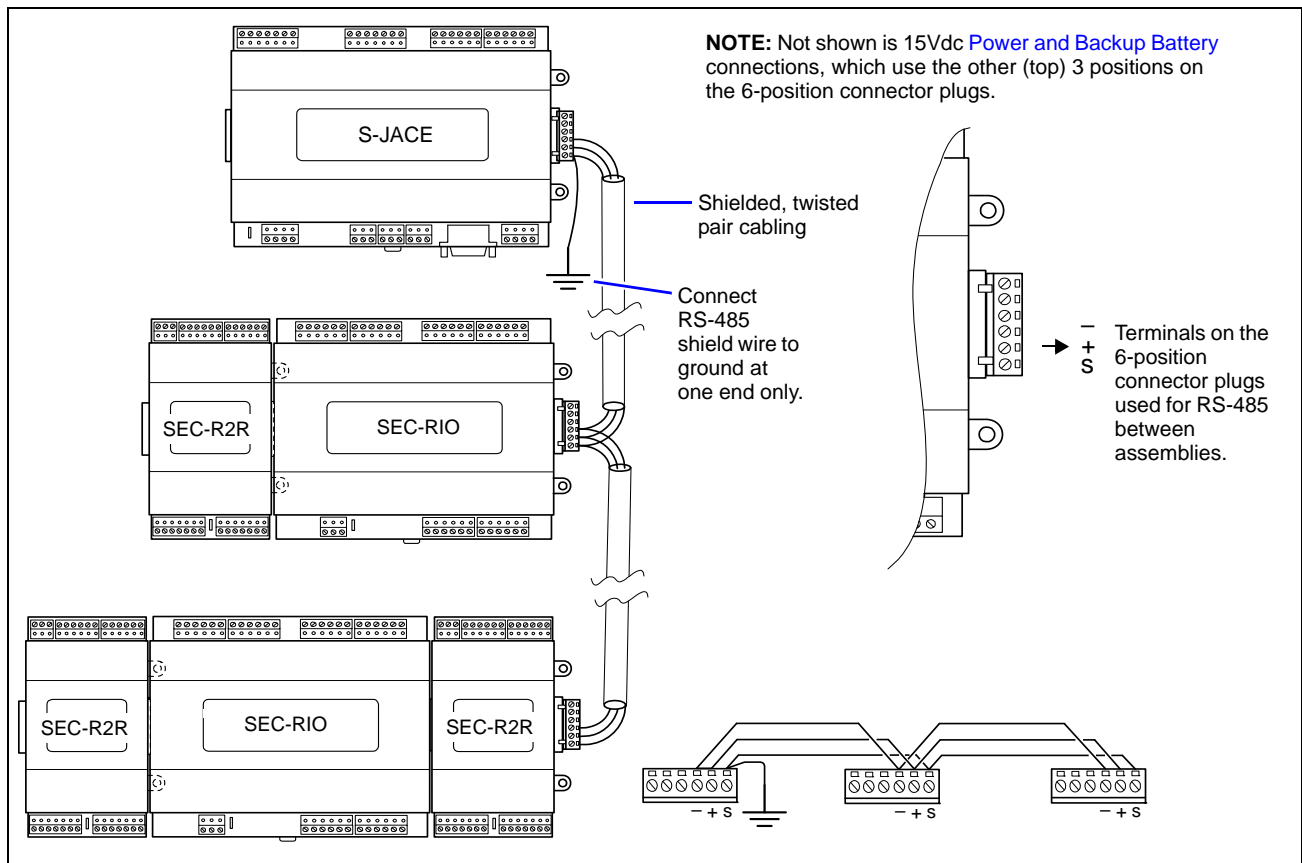 NOTE: Not shown is 15Vdc Power and Backup Battery
connections, which use the other (top) 3 positions on
the 6-position connector plugs.
S-JACE
Shielded, twisted
pair cabling
Connect
RS-485
shield wire to
ground at
one end only.
–
+
S
Terminals on the
6-position
connector plugs
used for RS-485
between
assemblies.
SEC-R2R
SEC-RIO
SEC-R2R
SEC-RIO
SEC-R2R
– + S
– + S
– + S